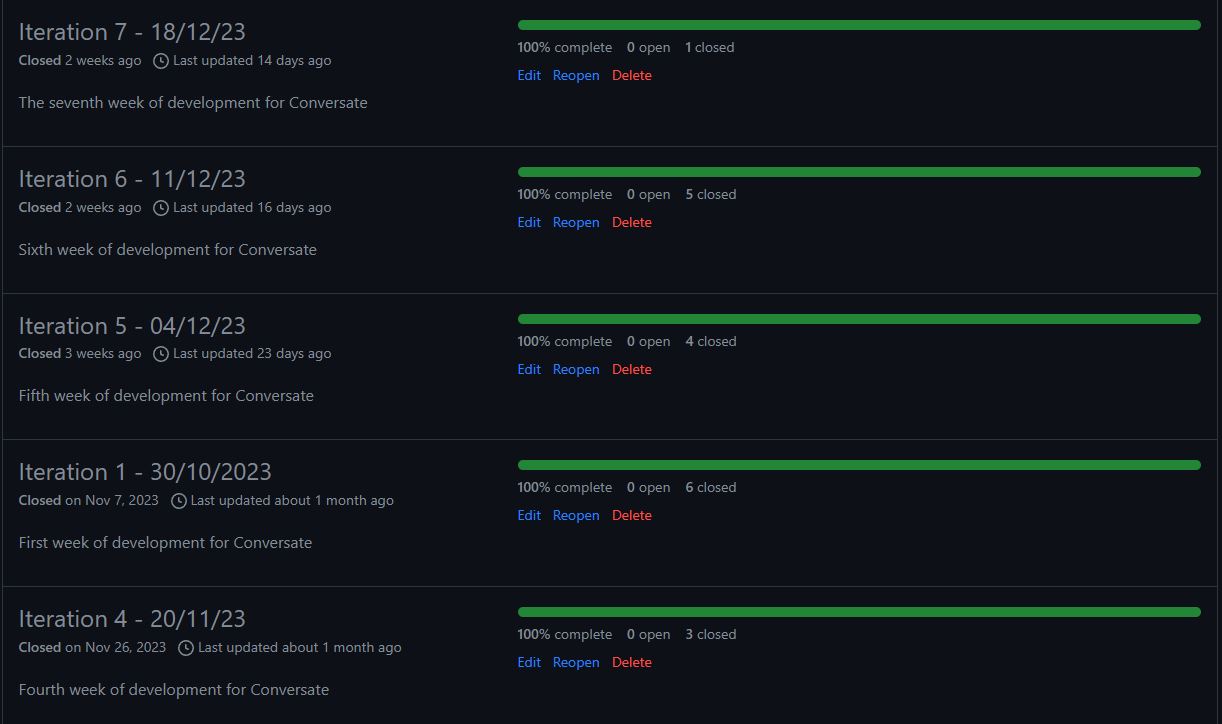 Iteration 7 - 18/12/23
Closed 2 weeks ago Last updated 14 days ago
The seventh week of development for Conversate
100% complete 0 open 1 closed
Edit Reopen Delete
Iteration 6 - 11/12/23
Closed 2 weeks ago Last updated 16 days ago
Sixth week of development for Conversate
100% complete 0 open 5 closed
Edit Reopen Delete
Iteration 5 - 04/12/23
Closed 3 weeks ago Last updated 23 days ago
Fifth week of development for Conversate
100% complete 0 open 4 closed
Edit Reopen Delete
Iteration 1 - 30/10/2023
Closed on Nov 7, 2023 Last updated about 1 month ago
First week of development for Conversate
100% complete 0 open 6 closed
Edit Reopen Delete
Iteration 4 - 20/11/23
Closed on Nov 26, 2023 Last updated about 1 month ago
Fourth week of development for Conversate
100% complete 0 open 3 closed
Edit Reopen Delete